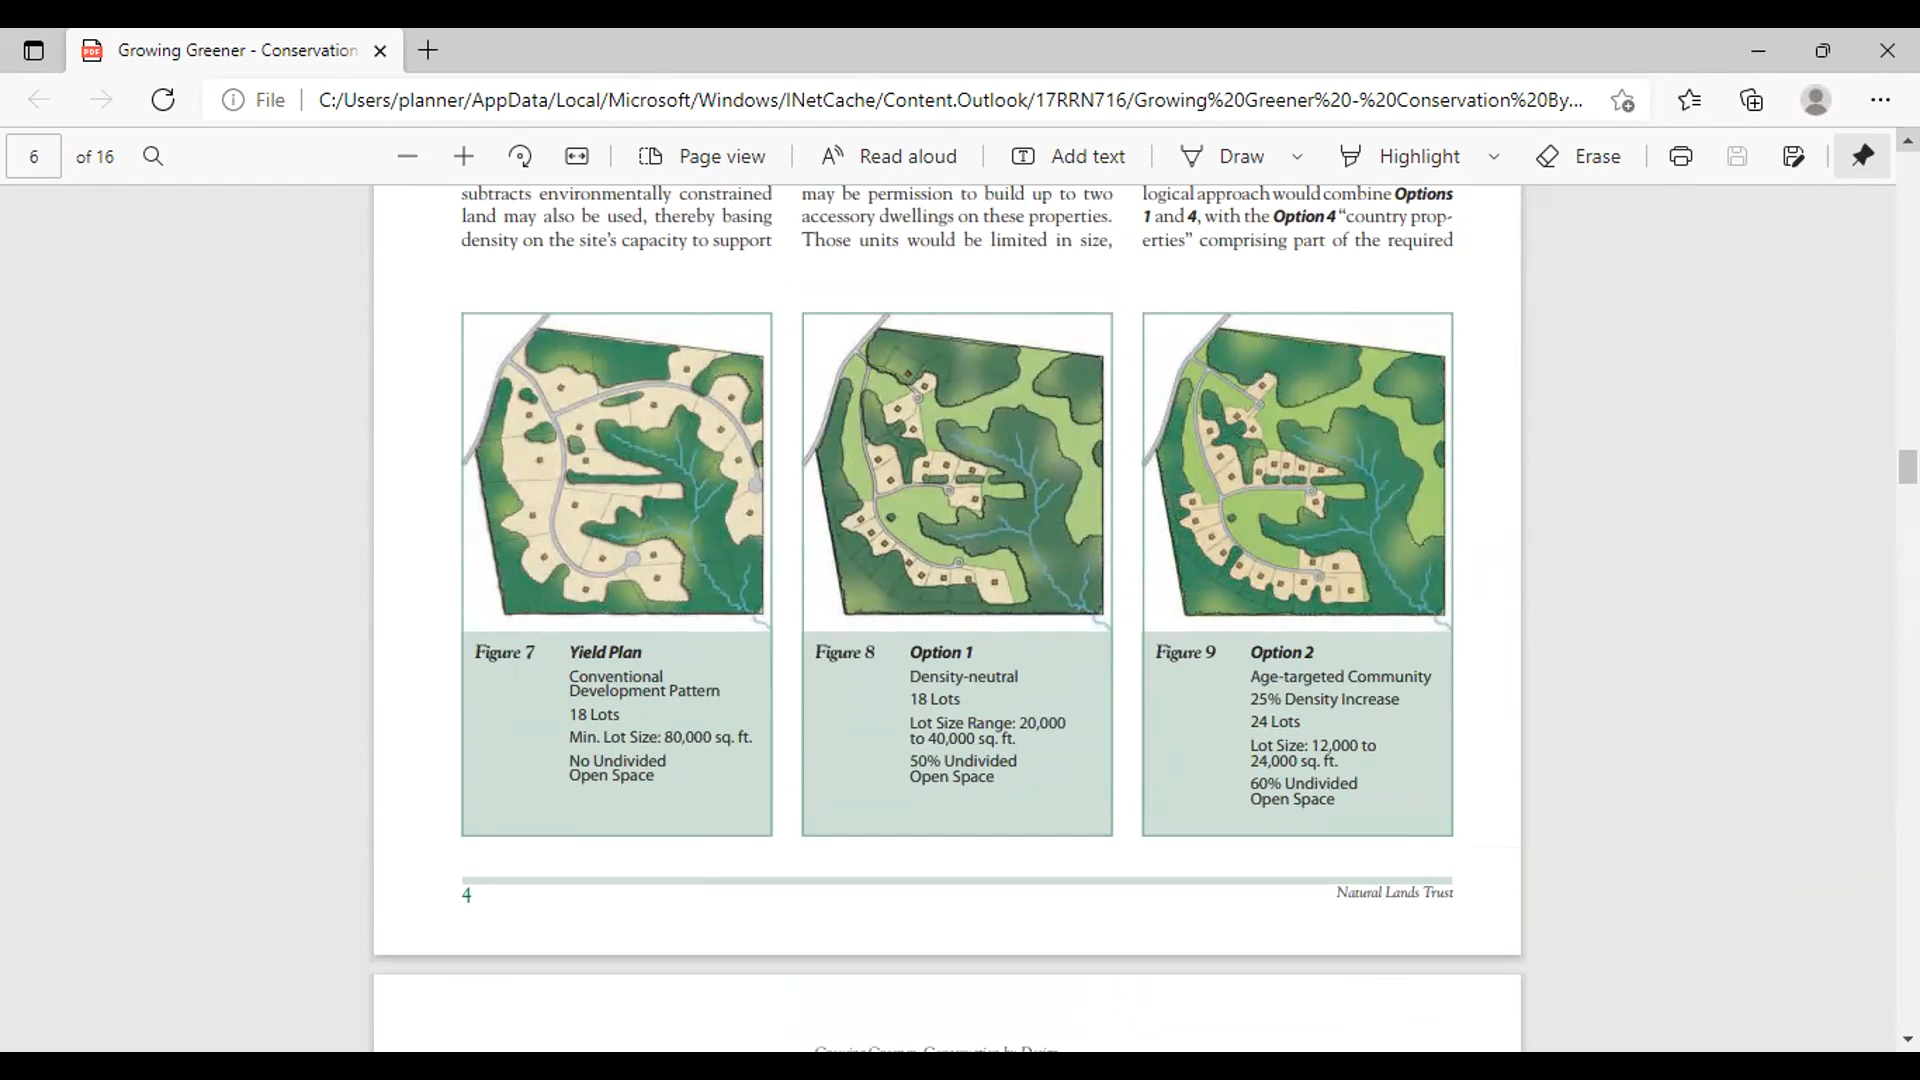 Growing Greener - Conservation
File
C:/Users/planner/AppData/Local/Microsoft/Windows/INetCache/Content.Outlook/17RRN716/Growing%20Greener%20-%20Conservation%20By...
6 of 16
Page view
Read aloud
Add text
Draw
Highlight
Erase
subtracts environmentally constrained
land may also be used, thereby basing
density on the site's capacity to support
may be permission to build up to two
accessory dwellings on these properties.
Those units would be limited in size,
logical approach would combine Options
1 and 4, with the Option 4 “country prop-
erties” comprising part of the required
Figure 7 Yield Plan
Conventional
Development Pattern
18 Lots
Min. Lot Size: 80,000 sq. ft.
No Undivided
Open Space
Figure 8 Option 1
Density-neutral
18 Lots
Lot Size Range: 20,000
to 40,000 sq. ft.
50% Undivided
Open Space
Figure 9 Option 2
Age-targeted Community
25% Density Increase
24 Lots
Lot Size: 12,000 to
24,000 sq. ft.
60% Undivided
Open Space
4
Natural Lands Trust